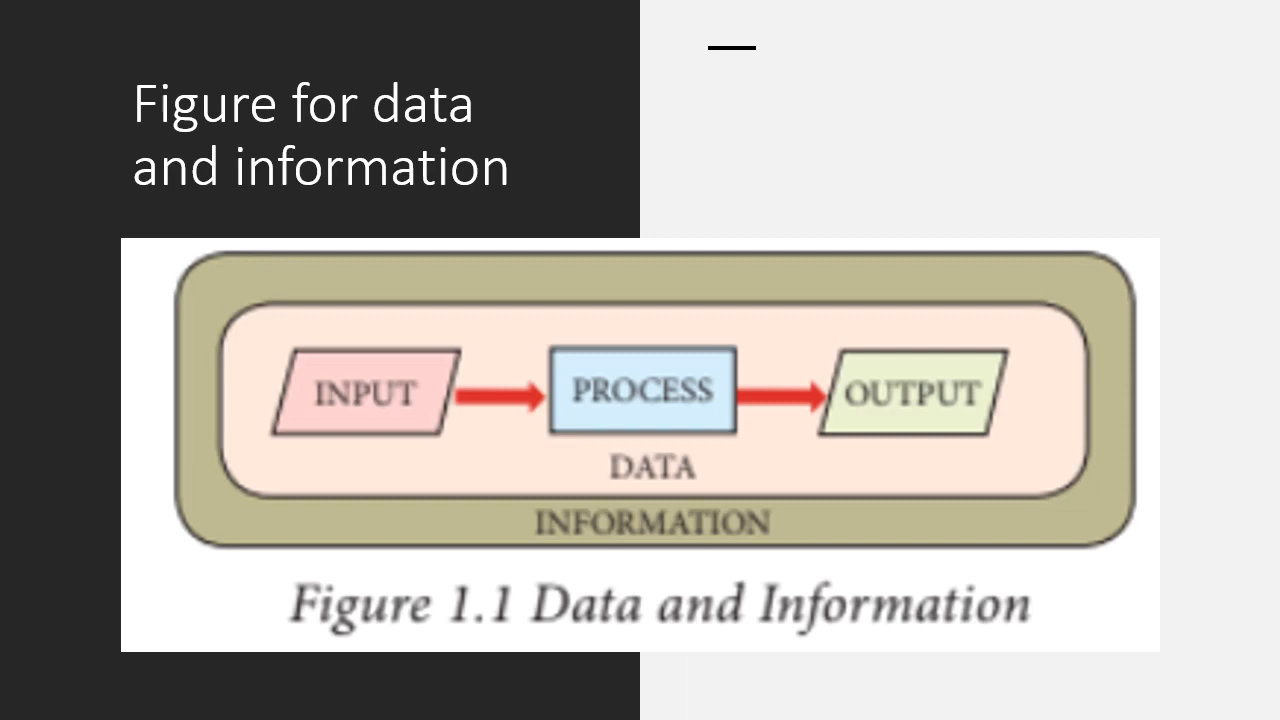 Figure for data
and information
INPUT
PROCESS
OUTPUT
DATA
INFORMATION
Figure 1.1 Data and Information